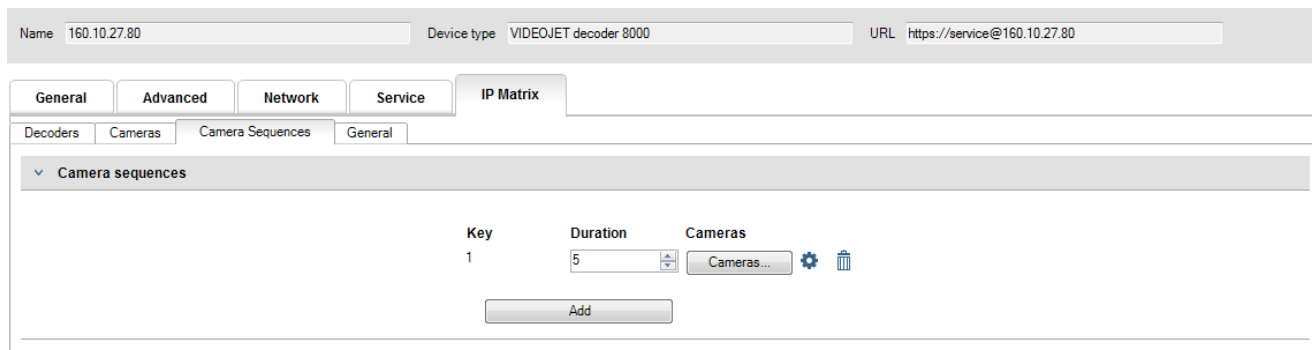 Name 160.10.27.80 Device type VIDEOJET decoder 8000 URL https://service@160.10.27.80
General Advanced Network Service IP Matrix
Decoders Cameras Camera Sequences General
Camera sequences
Key Duration Cameras
1 5 Cameras...
Add